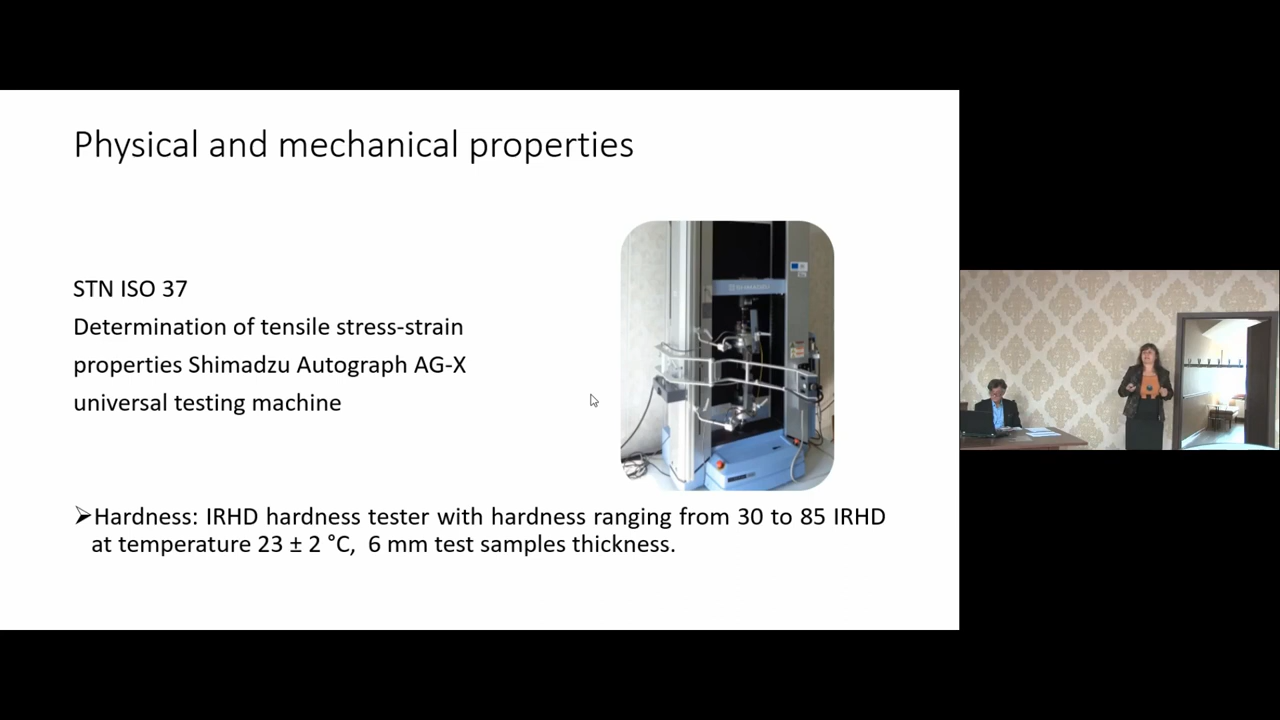 Physical and mechanical properties
STN ISO 37
Determination of tensile stress-strain
properties Shimadzu Autograph AG-X
universal testing machine
SHIMADZU
➢Hardness: IRHD hardness tester with hardness ranging from 30 to 85 IRHD
at temperature 23 ± 2 °C, 6 mm test samples thickness.